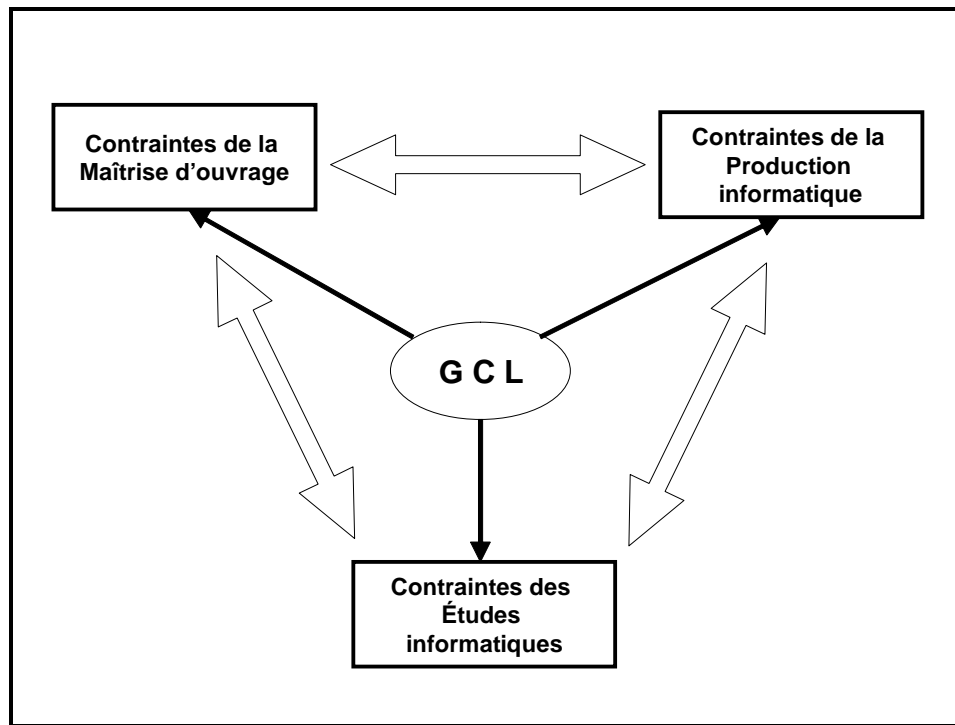 Contraintes de la
Maîtrise d'ouvrage
Contraintes de la
Production
informatique
G C L
Contraintes des
Études
informatiques